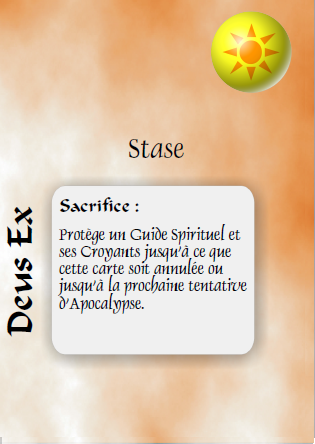 Stase
Deus Ex
Sacrifice :
Protège un Guide Spirituel et
ses Croyants jusqu'à ce que
cette carte soit annulée ou
jusqu'à la prochaine tentative
d'Apocalypse.